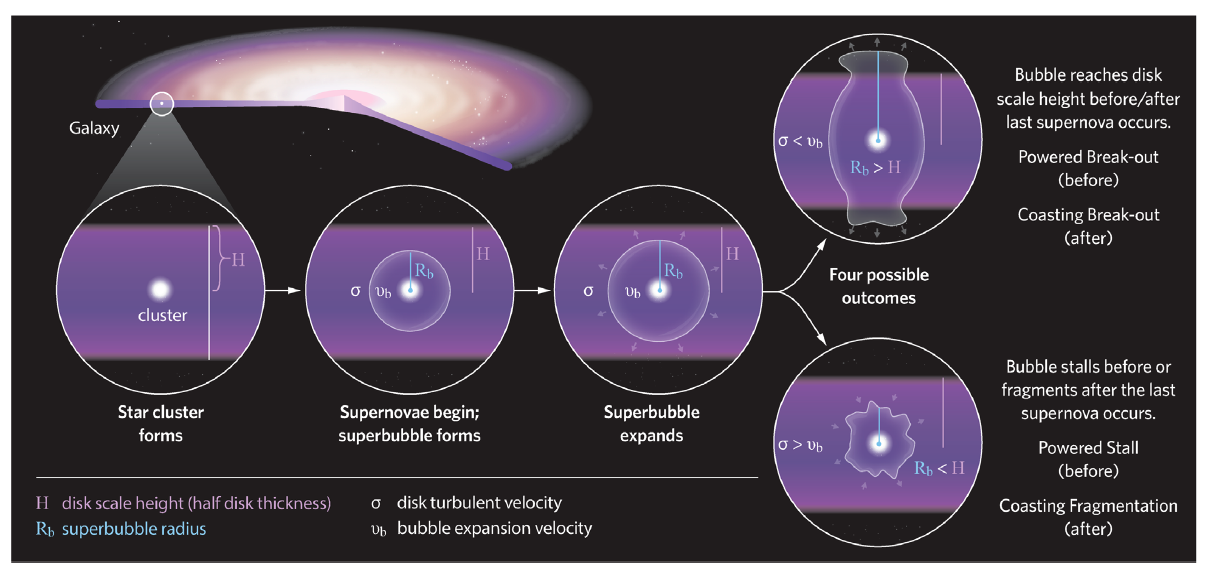 Galaxy
H
cluster
Star cluster
forms
σ
υb
Rb
H
Supernovae begin;
superbubble forms
σ
υb
Rb
H
Superbubble
expands
Four possible
outcomes
σ < υb
Rb > H
Bubble reaches disk
scale height before/after
last supernova occurs.
Powered Break-out
(before)
Coasting Break-out
(after)
σ > υb
Rb < H
Bubble stalls before or
fragments after the last
supernova occurs.
Powered Stall
(before)
Coasting Fragmentation
(after)
H disk scale height (half disk thickness)
Rb superbubble radius
σ disk turbulent velocity
υb bubble expansion velocity